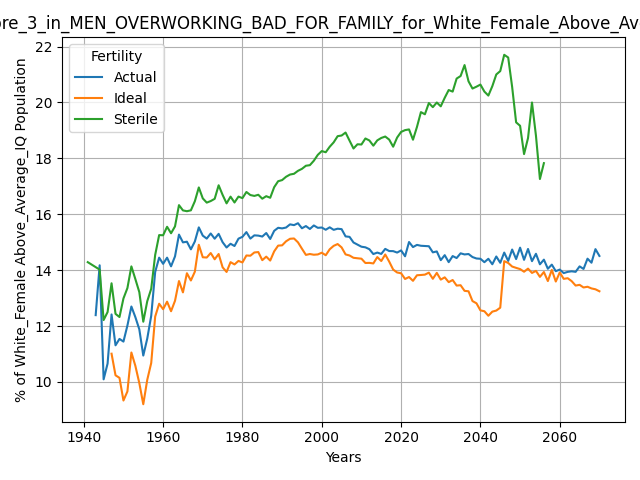 re_3_in_MEN_OVERWORKING_BAD_FOR_FAMILY_for_White_Female_Above_Av
Fertility
Actual
Ideal
Sterile
% of White_Female Above_Average_IQ Population
22
20
18
16
14
12
10
1940
1960
1980
2000
2020
2040
2060
Years